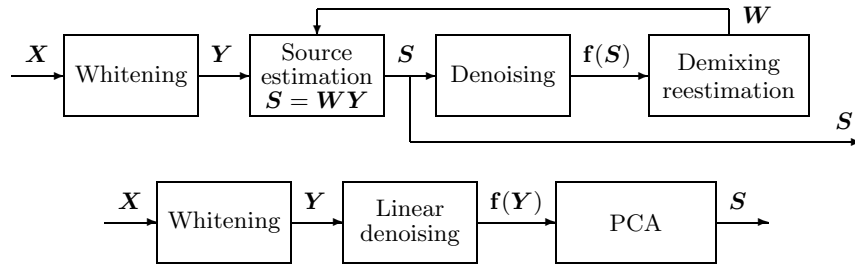 W
X
Whitening
Y
Source
estimation
S = WY
S
Denoising
f(S)
Demixing
reestimation
S
X
Whitening
Y
Linear
denoising
f(Y)
PCA
S